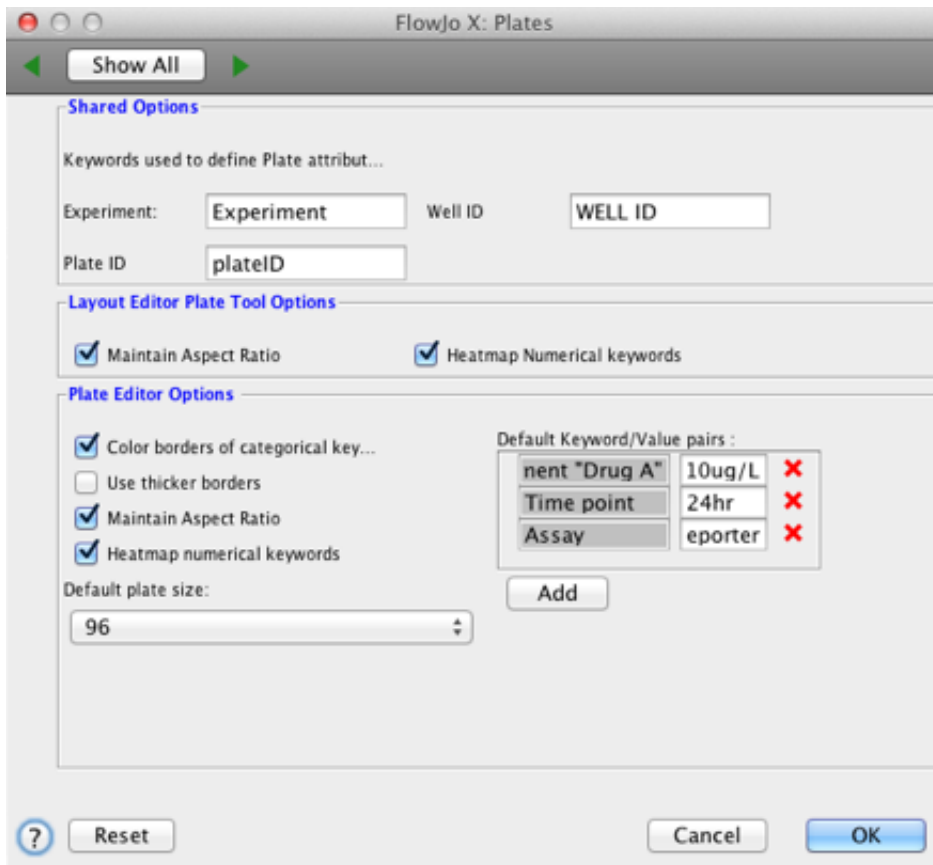 FlowJo X: Plates
Show All
Shared Options
Keywords used to define Plate attribut...
Experiment: Experiment Well ID WELL ID
Plate ID plateID
Layout Editor Plate Tool Options
Maintain Aspect Ratio Heatmap Numerical keywords
Plate Editor Options
Color borders of categorical key...
Use thicker borders
Maintain Aspect Ratio
Heatmap numerical keywords
Default plate size:
96
Default Keyword/Value pairs :
nent "Drug A" 10ug/L
Time point 24hr
Assay eporter
Add
? Reset Cancel OK